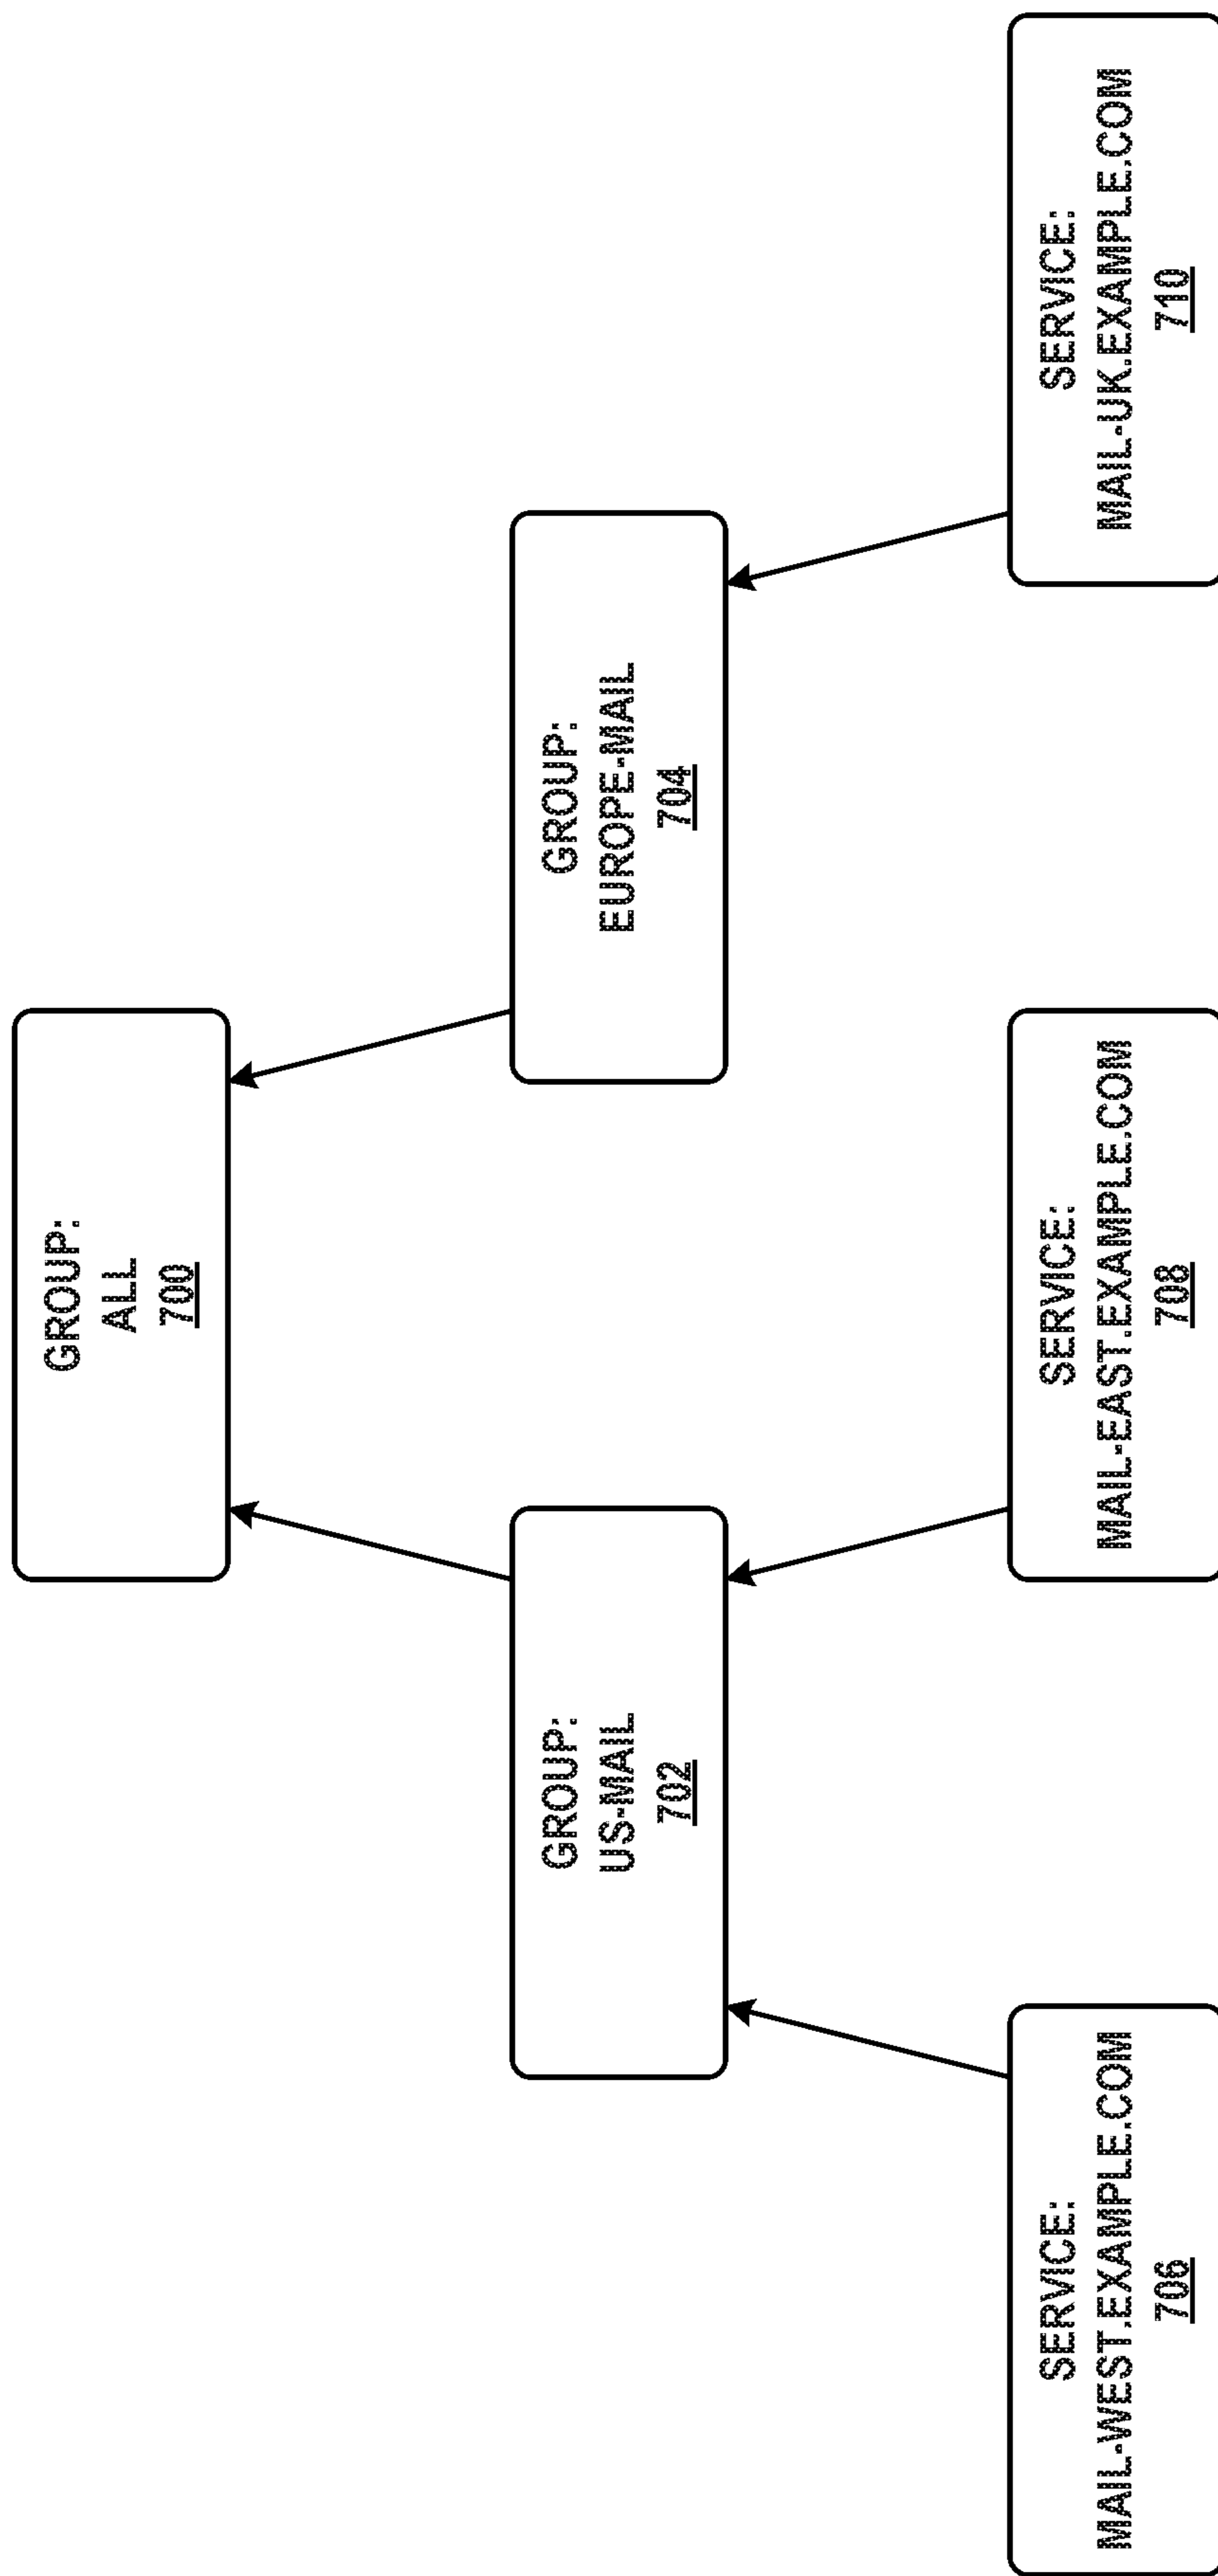 GROUP:
ALL
700
GROUP:
US-MAIL
702
GROUP:
EUROPE-MAIL
704
SERVICE:
MAIL-WEST.EXAMPLE.COM
706
SERVICE:
MAIL-EAST.EXAMPLE.COM
708
SERVICE:
MAIL-UK.EXAMPLE.COM
710